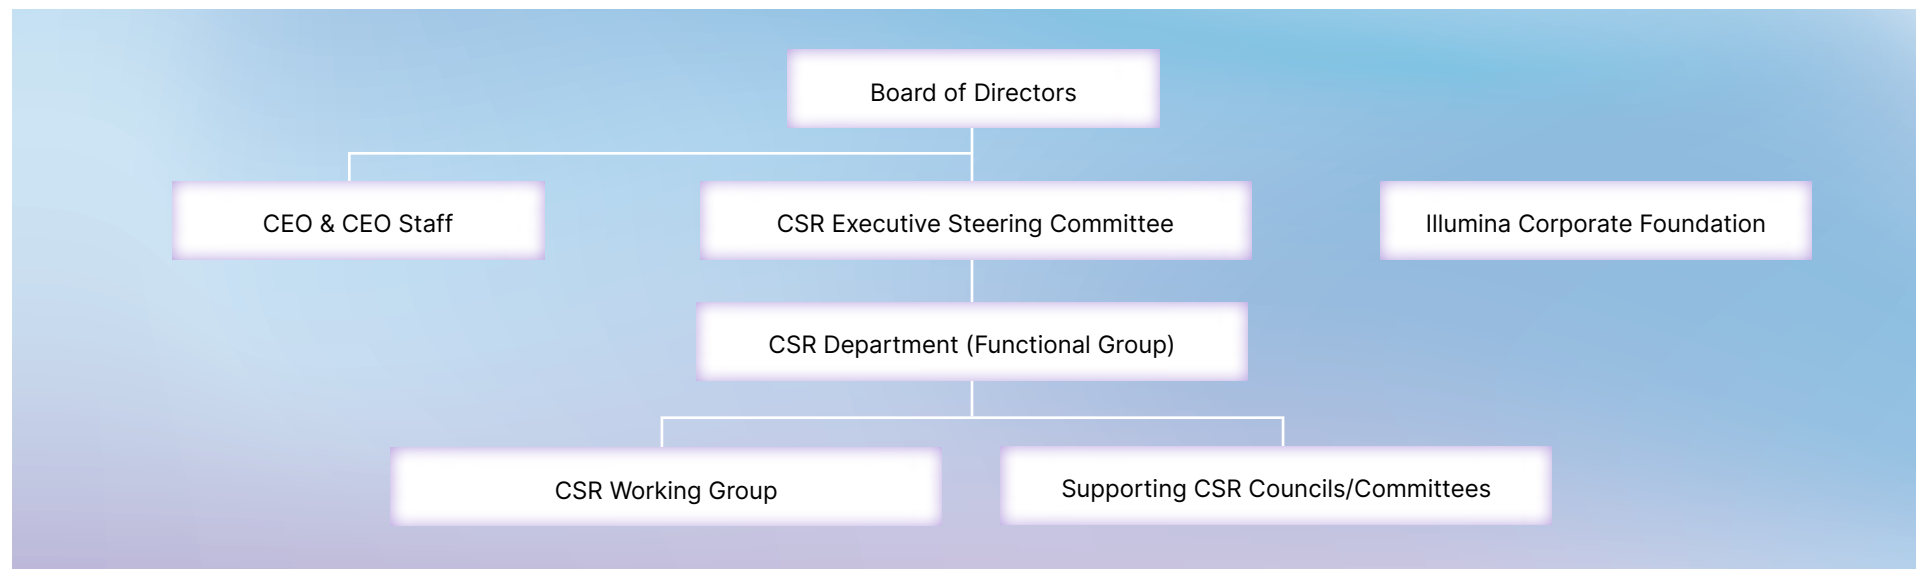 Board of Directors
CEO & CEO Staff
CSR Executive Steering Committee
Illumina Corporate Foundation
CSR Department (Functional Group)
CSR Working Group
Supporting CSR Councils/Committees